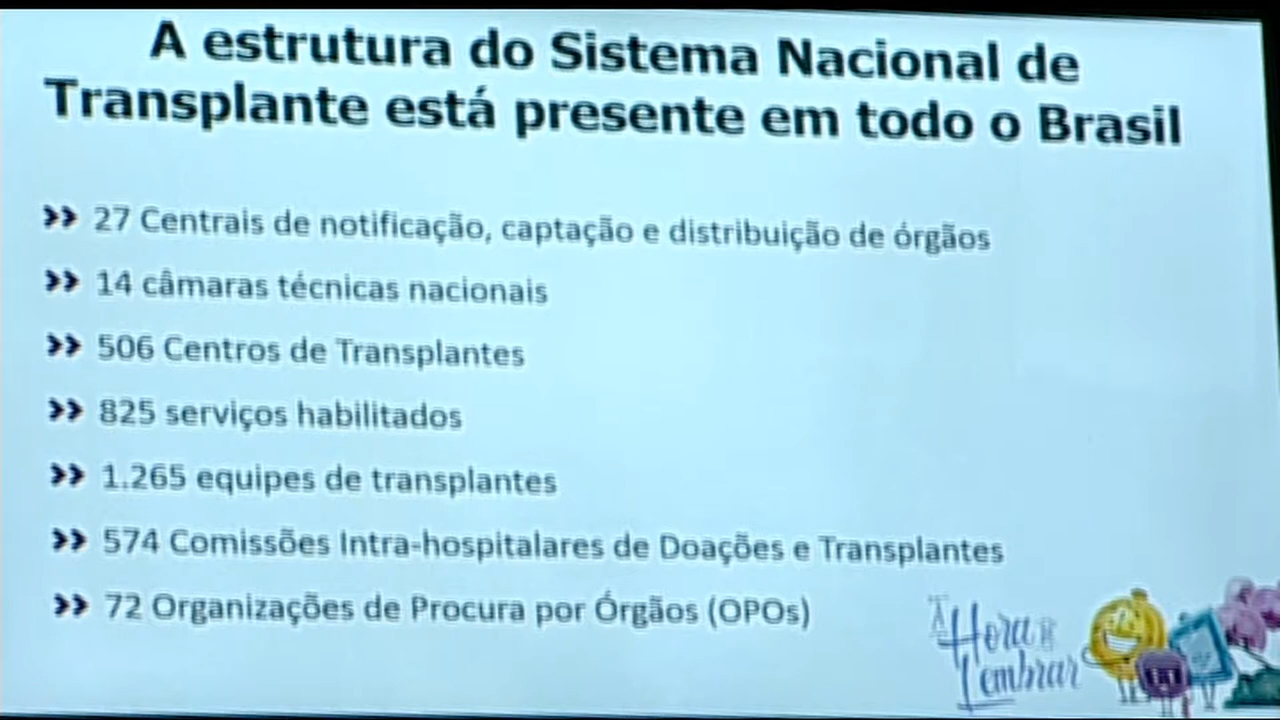 A estrutura do Sistema Nacional de
Transplante está presente em todo o Brasil
27 Centrais de notificação, captação e distribuição de órgãos
14 câmaras técnicas nacionais
506 Centros de Transplantes
825 serviços habilitados
1.265 equipes de transplantes
574 Comissões Intra-hospitalares de Doações e Transplantes
72 Organizações de Procura por Órgãos (OPOs)
A Hora
Lembrar